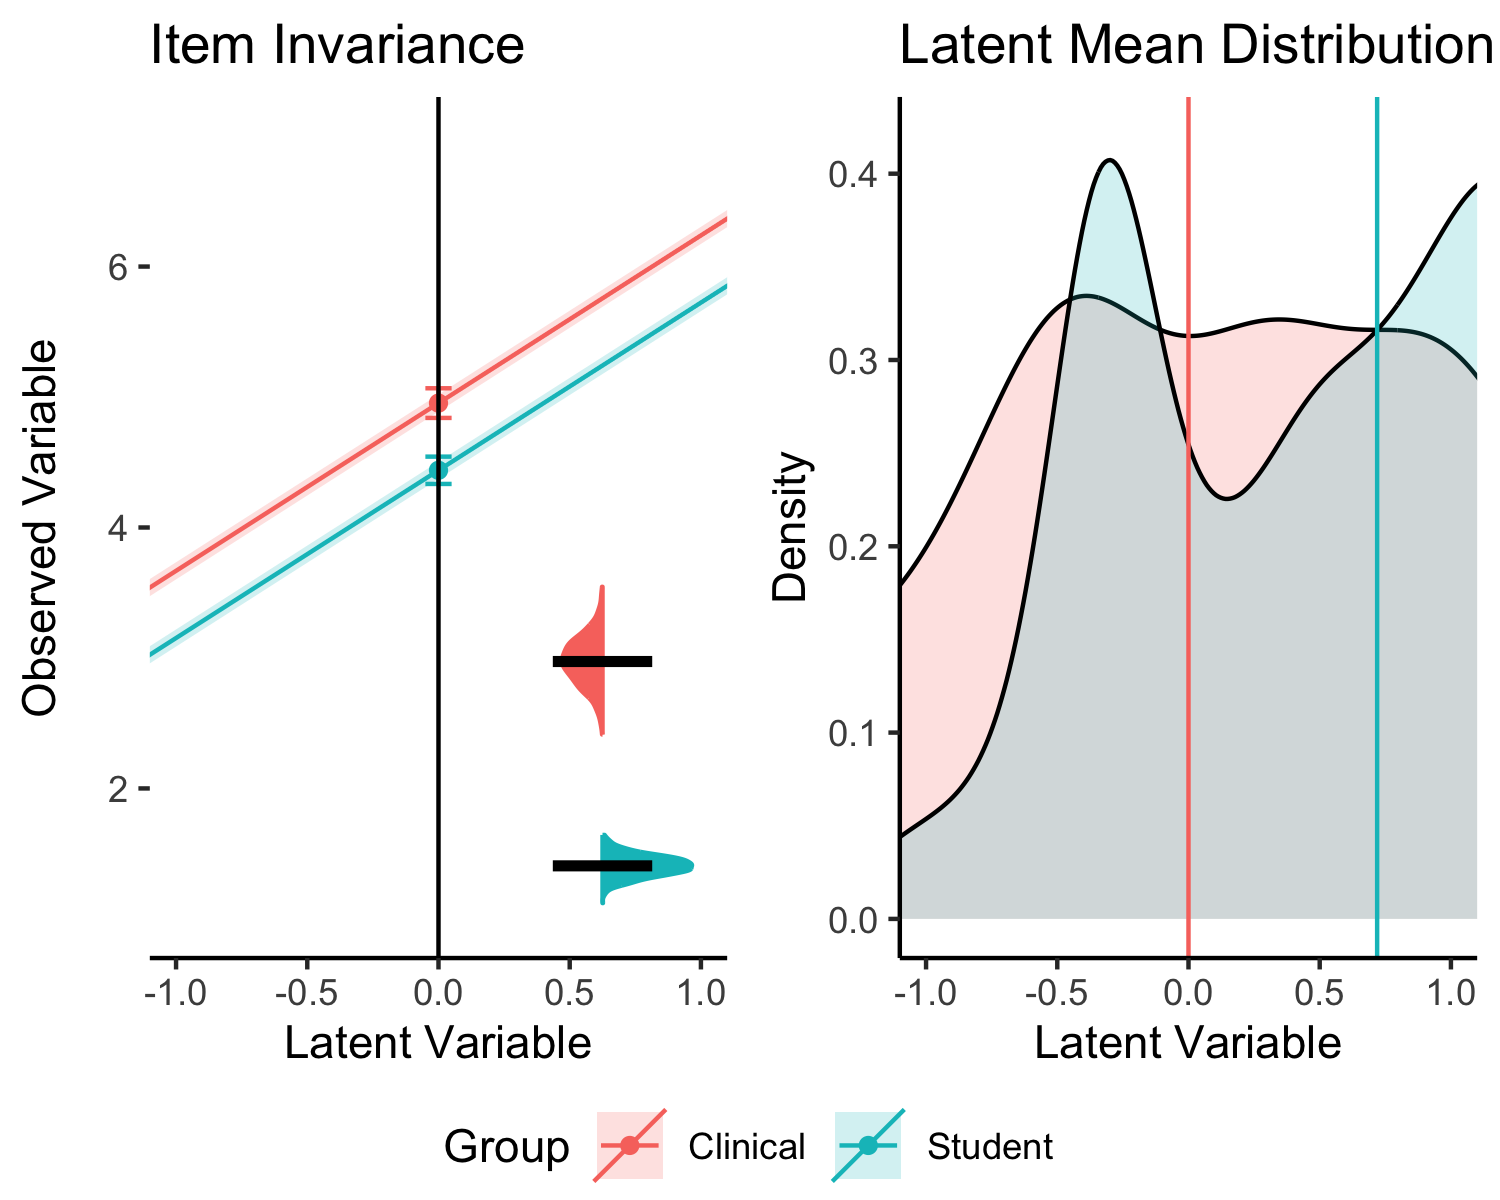 Item Invariance
Observed Variable
6
4
2
-1.0 -0.5 0.0 0.5 1.0
Latent Variable
Latent Mean Distribution
Density
0.4
0.3
0.2
0.1
0.0
-1.0 -0.5 0.0 0.5 1.0
Latent Variable
Group Clinical Student